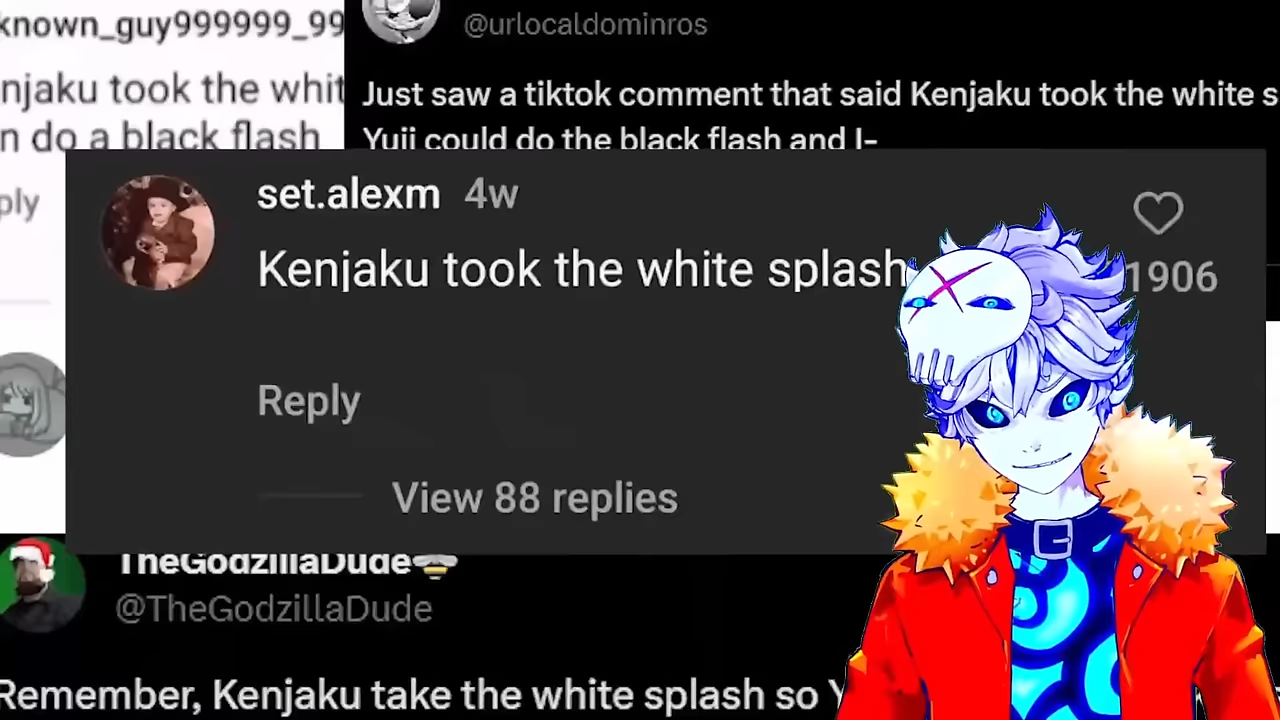 known_guy999999_99
njaku took the whit
n do a black flash
ply
@urlocaldominros
Just saw a tiktok comment that said Kenjaku took the white s
Yuji could do the black flash and I-
set.alexm 4w
Kenjaku took the white splash
1906
Reply
View 88 replies
TheGodzillaDude
@TheGodzillaDude
Remember, Kenjaku take the white splash so Y